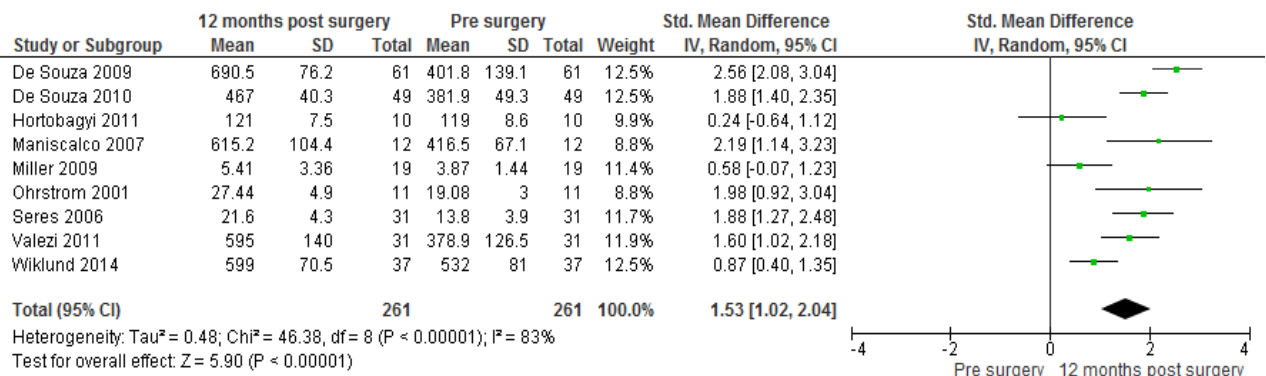 12 months post surgery Pre surgery Std. Mean Difference Std. Mean Difference
Study or Subgroup Mean SD Total Mean SD Total Weight IV, Random, 95% CI IV, Random, 95% CI
De Souza 2009 690.5 76.2 61 401.8 139.1 61 12.5% 2.56 [2.08, 3.04]
De Souza 2010 467 40.3 49 381.9 49.3 49 12.5% 1.88 [1.40, 2.35]
Hortobagyi 2011 121 7.5 10 119 8.6 10 9.9% 0.24 [-0.64, 1.12]
Maniscalco 2007 615.2 104.4 12 416.5 67.1 12 8.8% 2.19 [1.14, 3.23]
Miller 2009 5.41 3.36 19 3.87 1.44 19 11.4% 0.58 [-0.07, 1.23]
Ohrstrom 2001 27.44 4.9 11 19.08 3 11 8.8% 1.98 [0.92, 3.04]
Seres 2006 21.6 4.3 31 13.8 3.9 31 11.7% 1.88 [1.27, 2.48]
Valezi 2011 595 140 31 378.9 126.5 31 11.9% 1.60 [1.02, 2.18]
Wiklund 2014 599 70.5 37 532 81 37 12.5% 0.87 [0.40, 1.35]
Total (95% CI) 261 261 100.0% 1.53 [1.02, 2.04]
Heterogeneity: Tau² = 0.48; Chi² = 46.38, df = 8 (P < 0.00001); I² = 83%
Test for overall effect: Z = 5.90 (P < 0.00001)
-4 -2 0 2 4
Pre surgery 12 months post surgery